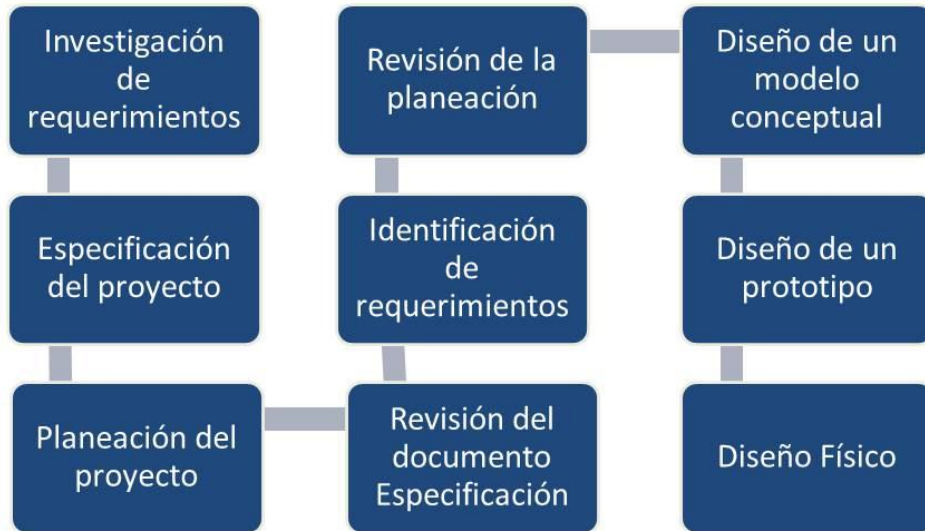 Investigación
de
requerimientos
Especificación
del proyecto
Planeación del
proyecto
Revisión del
documento
Especificación
Identificación
de
requerimientos
Revisión de la
planeación
Diseño de un
modelo
conceptual
Diseño de un
prototipo
Diseño Físico